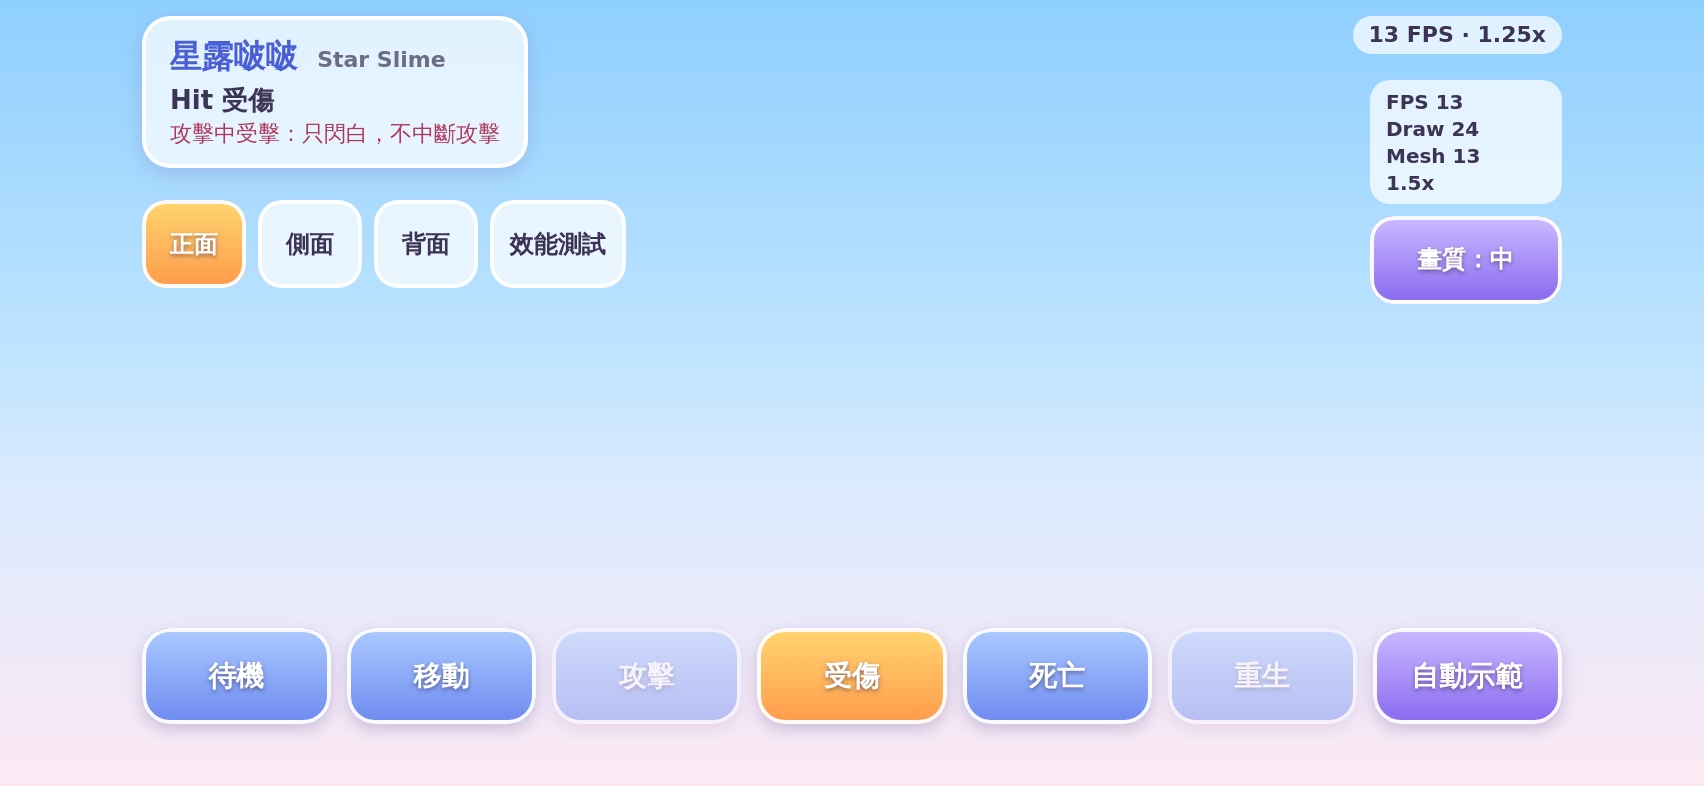 星露啵啵 Star Slime
Hit 受傷
攻擊中受擊：只閃白，不中斷攻擊
13 FPS · 1.25x
FPS 13
Draw 24
Mesh 13
1.5x
正面
側面
背面
效能測試
畫質：中
待機
移動
攻擊
受傷
死亡
重生
自動示範